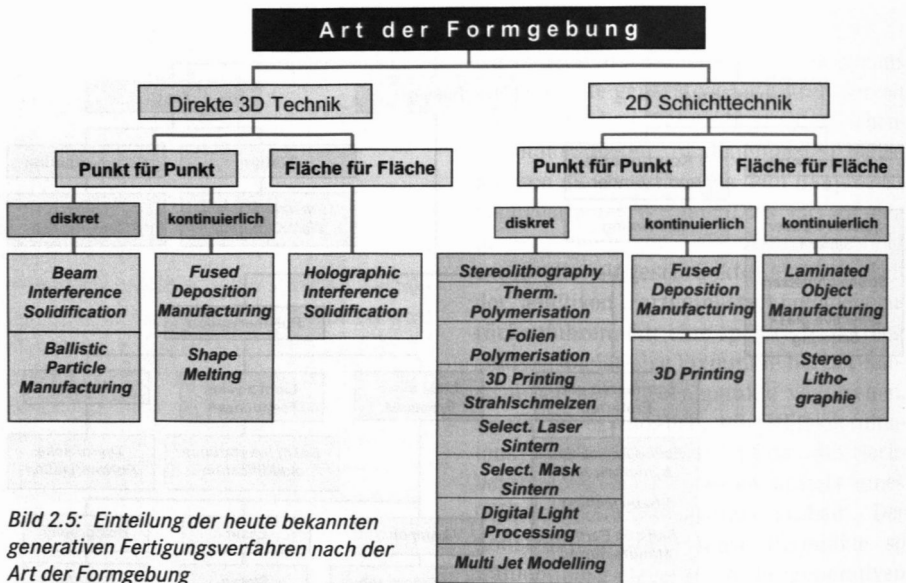 Art der Formgebung
Direkte 3D Technik
2D Schichttechnik
Punkt für Punkt
Fläche für Fläche
Punkt für Punkt
Fläche für Fläche
diskret
kontinuierlich
diskret
kontinuierlich
kontinuierlich
Beam
Interference
Solidification
Ballistic
Particle
Manufacturing
Fused
Deposition
Manufacturing
Shape
Melting
Holographic
Interference
Solidification
Stereolithography
Therm.
Polymerisation
Folien
Polymerisation
3D Printing
Strahlschmelzen
Select. Laser
Sintern
Select. Mask
Sintern
Digital Light
Processing
Multi Jet Modelling
Fused
Deposition
Manufacturing
3D Printing
Laminated
Object
Manufacturing
Stereo
Litho-
graphie
Bild 2.5: Einteilung der heute bekannten
generativen Fertigungsverfahren nach der
Art der Formgebung